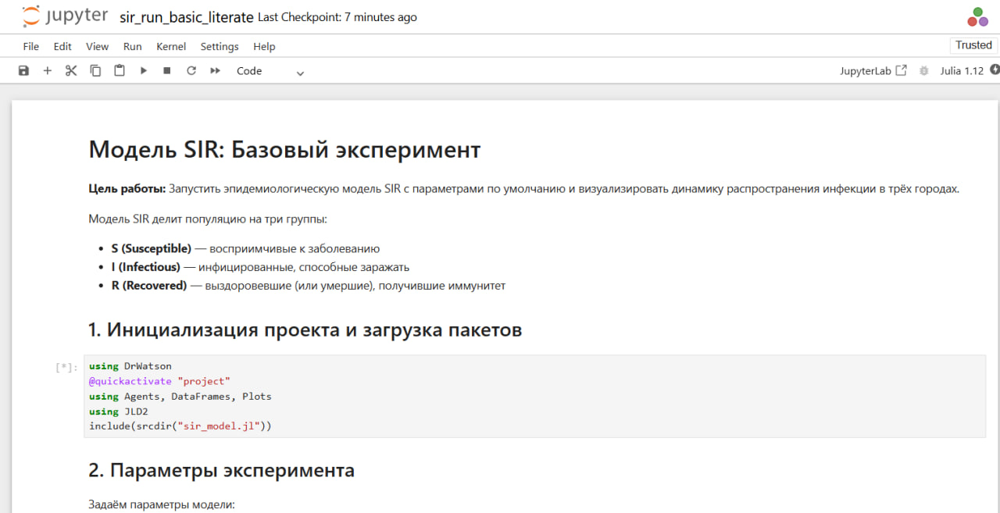 jupyter sir_run_basic_literate Last Checkpoint: 7 minutes ago
File Edit View Run Kernel Settings Help
Trusted
Code
JupyterLab
Julia 1.12
Модель SIR: Базовый эксперимент
Цель работы: Запустить эпидемиологическую модель SIR с параметрами по умолчанию и визуализировать динамику распространения инфекции в трёх городах.
Модель SIR делит популяцию на три группы:
• S (Susceptible) — восприимчивые к заболеванию
• I (Infectious) — инфицированные, способные заражать
• R (Recovered) — выздоровевшие (или умершие), получившие иммунитет
1. Инициализация проекта и загрузка пакетов
[*]:
using DrWatson
@quickactivate "project"
using Agents, DataFrames, Plots
using JLD2
include(srcdir("sir_model.jl"))
2. Параметры эксперимента
Задаём параметры модели: